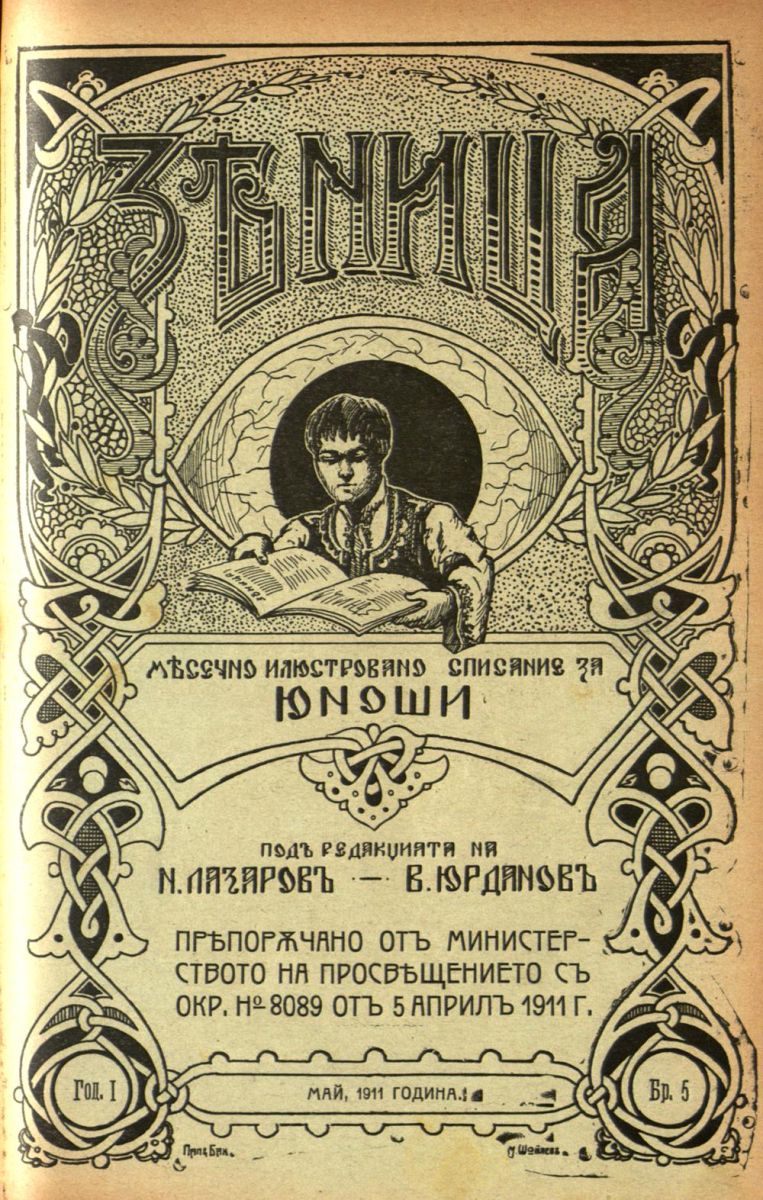 ЗѢНИЦА
МѢСЕЧНО ИЛЮСТРОВАНО СПИСАНИЕ ЗА
ЮНОШИ
ПОДЪ РЕДАКЦИЯТА НА
Н. ЛАЗАРОВЪ — В. ЮРДАНОВЪ
ПРѢПОРѪЧАНО ОТЪ МИНИСТЕР-
СТВОТО НА ПРОСВѢЩЕНИЕТО СЪ
ОКР. № 8089 ОТЪ 5 АПРИЛЪ 1911 Г.
Год. I
МАЙ, 1911 ГОДИНА.
Бр. 5